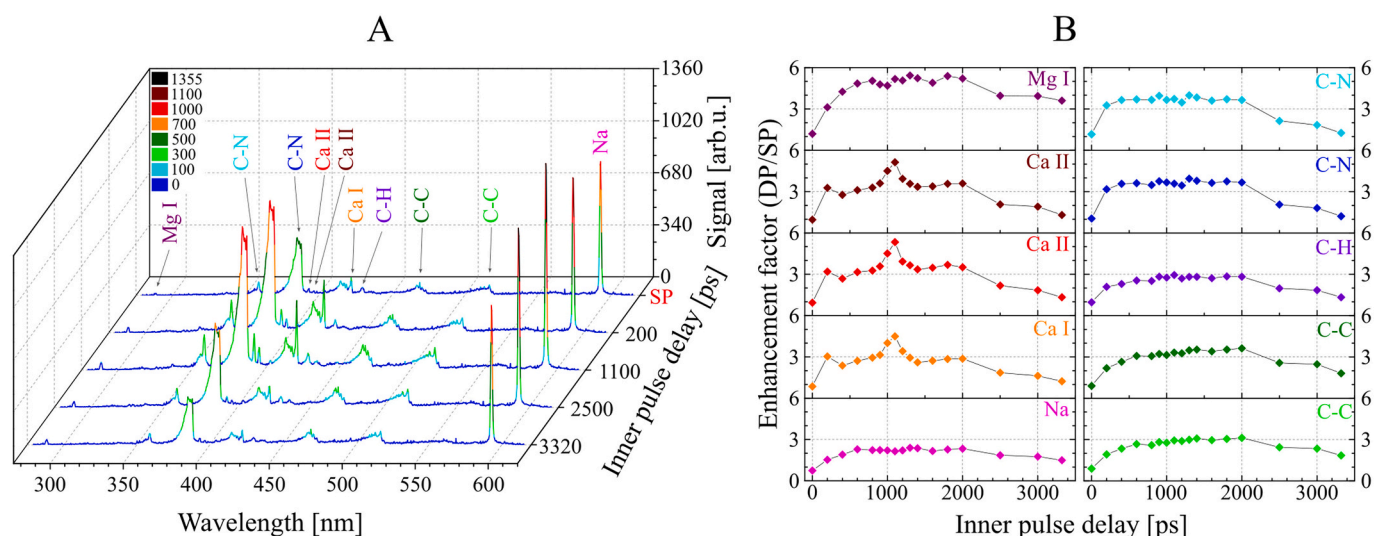 A
B
1360
1020
680
340
0
Signal [arb.u.]
1355
1100
1000
700
500
300
100
0
Mg I
C-N
C-N
Ca II
Ca II
Ca I
C-H
C-C
C-C
Na
SP
200
1100
2500
3320
Inner pulse delay [ps]
300 350 400 450 500 550 600
Wavelength [nm]
Enhancement factor (DP/SP)
6 Mg I C-N 6
3 3
6 Ca II C-N 6
3 3
6 Ca II C-H 6
3 3
6 Ca I C-C 6
3 3
6 Na C-C 6
3 3
0 0
0 1000 2000 3000 0 1000 2000 3000
Inner pulse delay [ps]